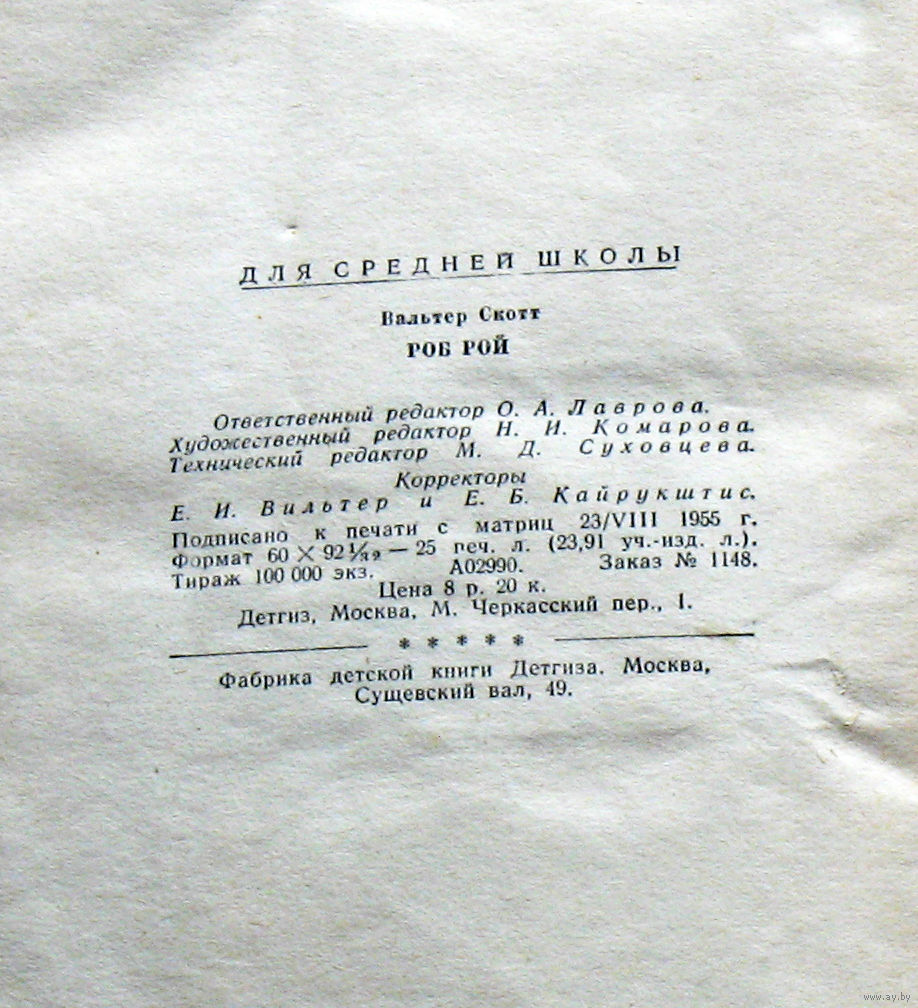 ДЛЯ СРЕДНЕЙ ШКОЛЫ
Вальтер Скотт
РОБ РОЙ
Ответственный редактор О. А. Лаврова.
Художественный редактор Н. И. Комарова.
Технический редактор М. Д. Суховцева.
Корректоры
Е. И. Вильтер и Е. Б. Кайрукштис.
Подписано к печати с матриц 23/VIII 1955 г.
Формат 60 × 92 1/32 — 25 печ. л. (23,91 уч.-изд. л.).
Тираж 100 000 экз. А02990. Заказ № 1148.
Цена 8 р. 20 к.
Детгиз, Москва, М. Черкасский пер., 1.
* * * * *
Фабрика детской книги Детгиза. Москва,
Сущевский вал, 49.
www.ay.by